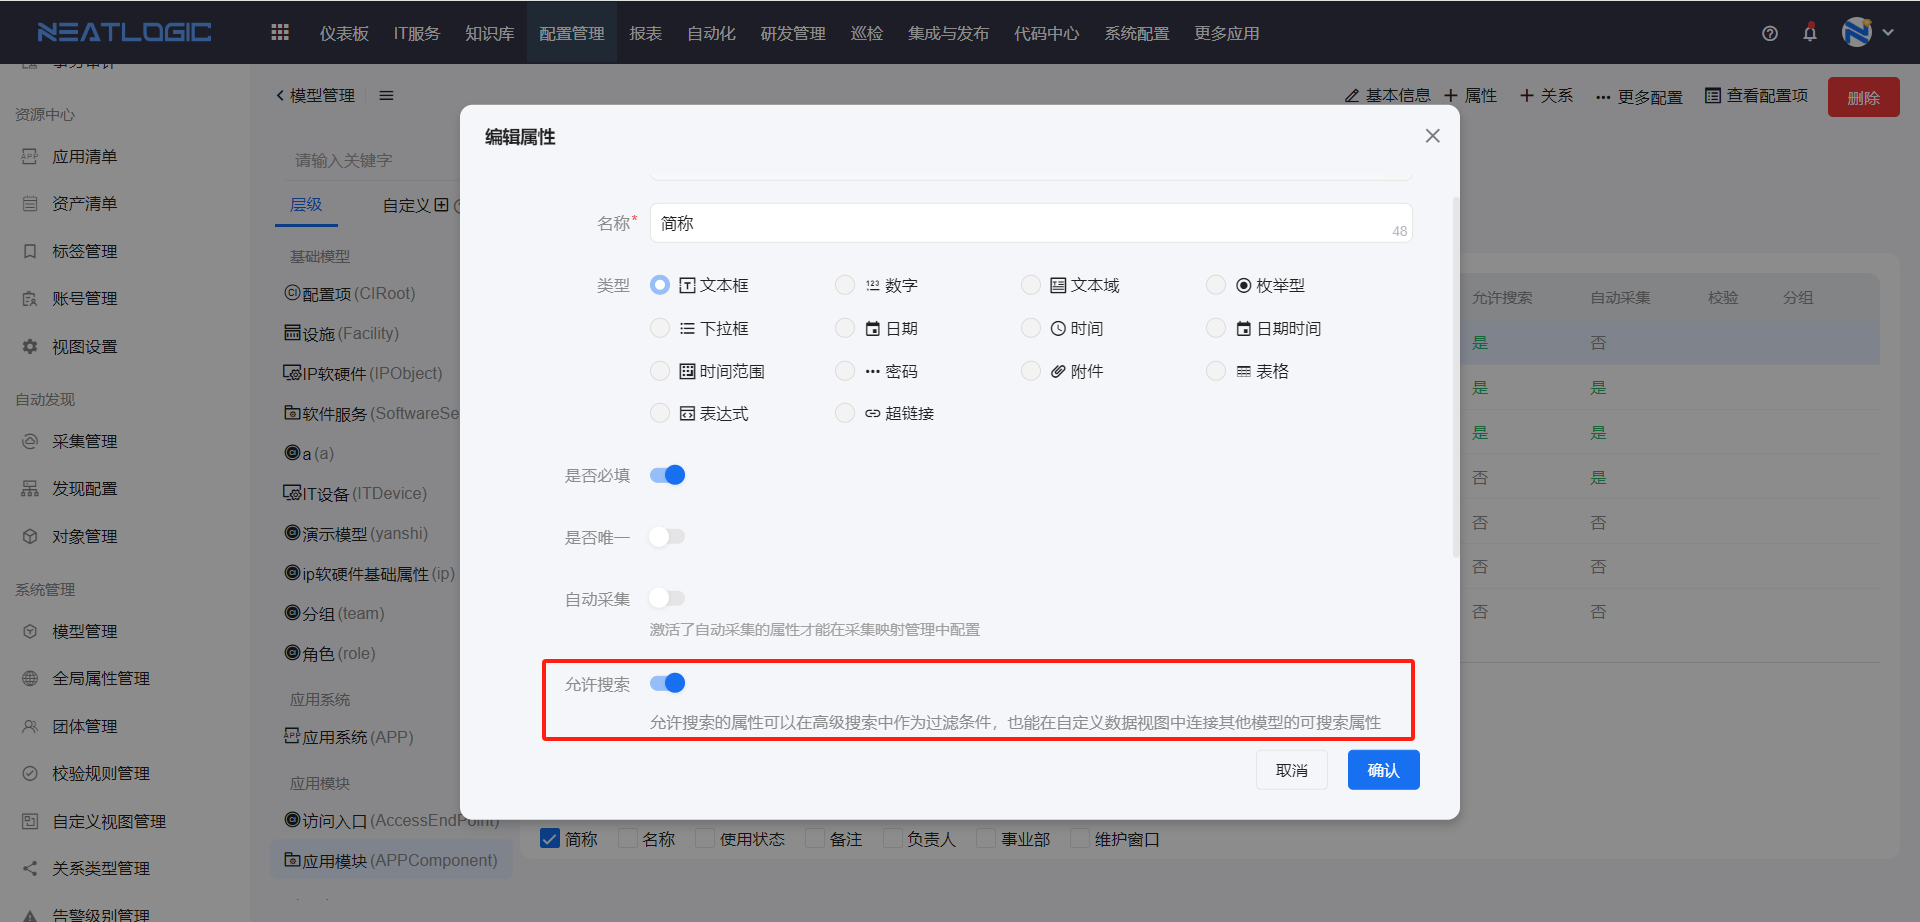 NEATLOGIC
仪表板 IT服务 知识库 配置管理 报表 自动化 研发管理 巡检 集成与发布 代码中心 系统配置 更多应用
事务审计
资源中心
应用清单
资产清单
标签管理
账号管理
视图设置
自动发现
采集管理
发现配置
对象管理
系统管理
模型管理
全局属性管理
团体管理
校验规则管理
自定义视图管理
关系类型管理
告警级别管理
模型管理
基本信息 属性 关系 更多配置 查看配置项 删除
请输入关键字
层级 自定义
基础模型
配置项(CIRoot)
设施(Facility)
IP软硬件(IPObject)
软件服务(SoftwareSe
a(a)
IT设备(ITDevice)
演示模型(yanshi)
ip软硬件基础属性(ip)
分组(team)
角色(role)
应用系统
应用系统(APP)
应用模块
访问入口(AccessEndPoint)
应用模块(APPComponent)
编辑属性
名称* 简称 48
类型 文本框 数字 文本域 枚举型
下拉框 日期 时间 日期时间
时间范围 密码 附件 表格
表达式 超链接
是否必填
是否唯一
自动采集
激活了自动采集的属性才能在采集映射管理中配置
允许搜索
允许搜索的属性可以在高级搜索中作为过滤条件，也能在自定义数据视图中连接其他模型的可搜索属性
取消 确认
允许搜索 自动采集 校验 分组
是 否
是 是
是 是
否 是
否 否
否 否
否 否
简称 名称 使用状态 备注 负责人 事业部 维护窗口